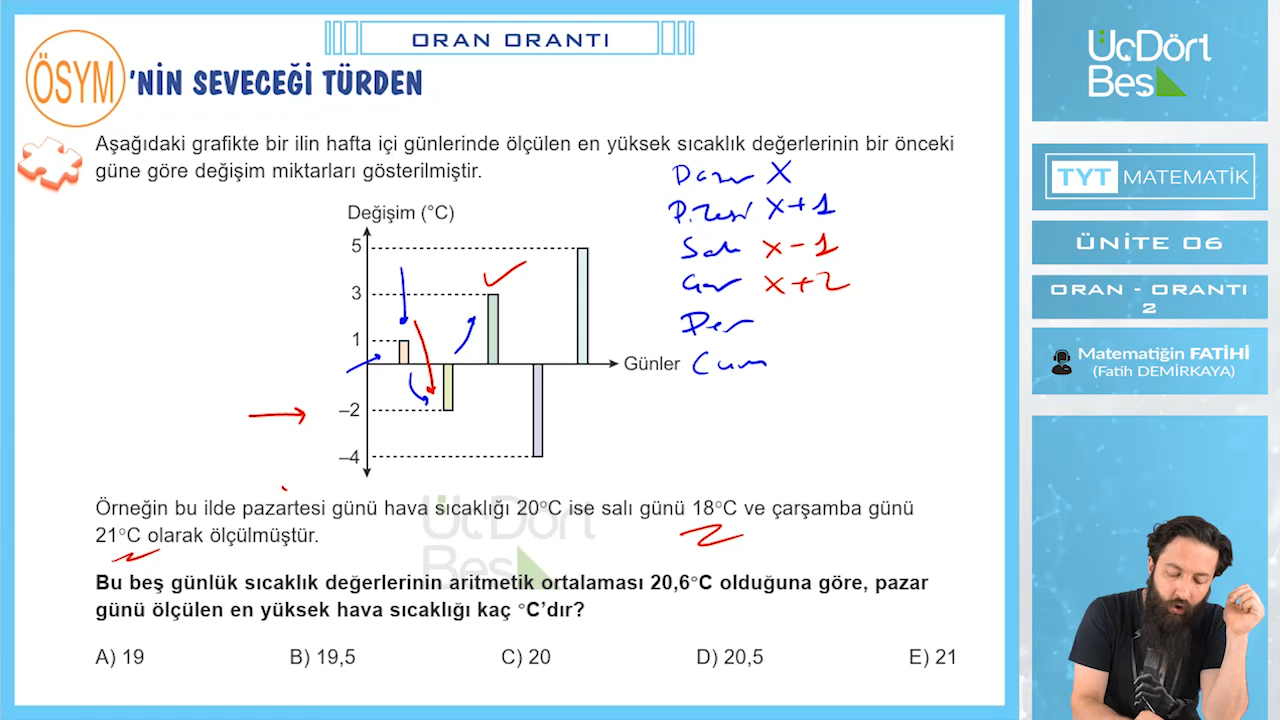 ORAN ORANTI
ÖSYM'NİN SEVECEĞİ TÜRDEN
Aşağıdaki grafikte bir ilin hafta içi günlerinde ölçülen en yüksek sıcaklık değerlerinin bir önceki
güne göre değişim miktarları gösterilmiştir.
Değişim (°C)
5
3
1
–2
–4
Günler
Pazar X
P.tesi X+1
Salı x-1
Çar x+2
Per
Cum
Örneğin bu ilde pazartesi günü hava sıcaklığı 20°C ise salı günü 18°C ve çarşamba günü
21°C olarak ölçülmüştür.
ÜçDört
Bes
Bu beş günlük sıcaklık değerlerinin aritmetik ortalaması 20,6°C olduğuna göre, pazar
günü ölçülen en yüksek hava sıcaklığı kaç °C'dır?
A) 19 B) 19,5 C) 20 D) 20,5 E) 21
ÜçDört
Beş
TYT MATEMATİK
ÜNİTE 06
ORAN - ORANTI
2
Matematiğin FATİHİ
(Fatih DEMİRKAYA)